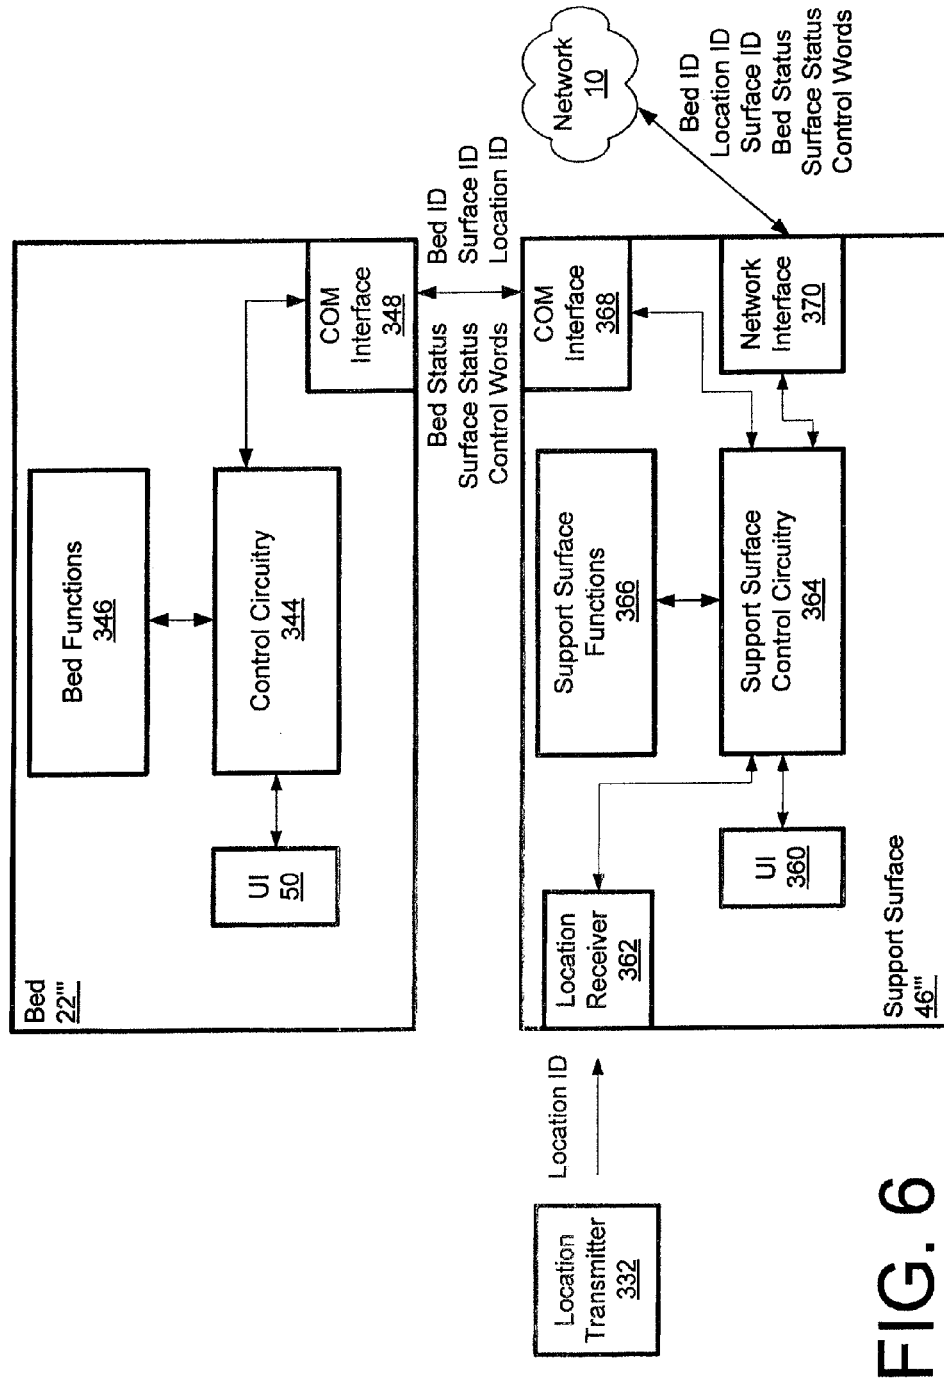 Bed
22'''
Bed Functions
346
UI
50
Control Circuitry
344
COM
Interface
348
Bed Status
Surface Status
Control Words
Bed ID
Surface ID
Location ID
Location
Transmitter
332
Location ID
Location
Receiver
362
Support Surface
Functions
366
COM
Interface
368
UI
360
Support Surface
Control Circuitry
364
Network
Interface
370
Support Surface
46'''
Network
10
Bed ID
Location ID
Surface ID
Bed Status
Surface Status
Control Words
FIG. 6